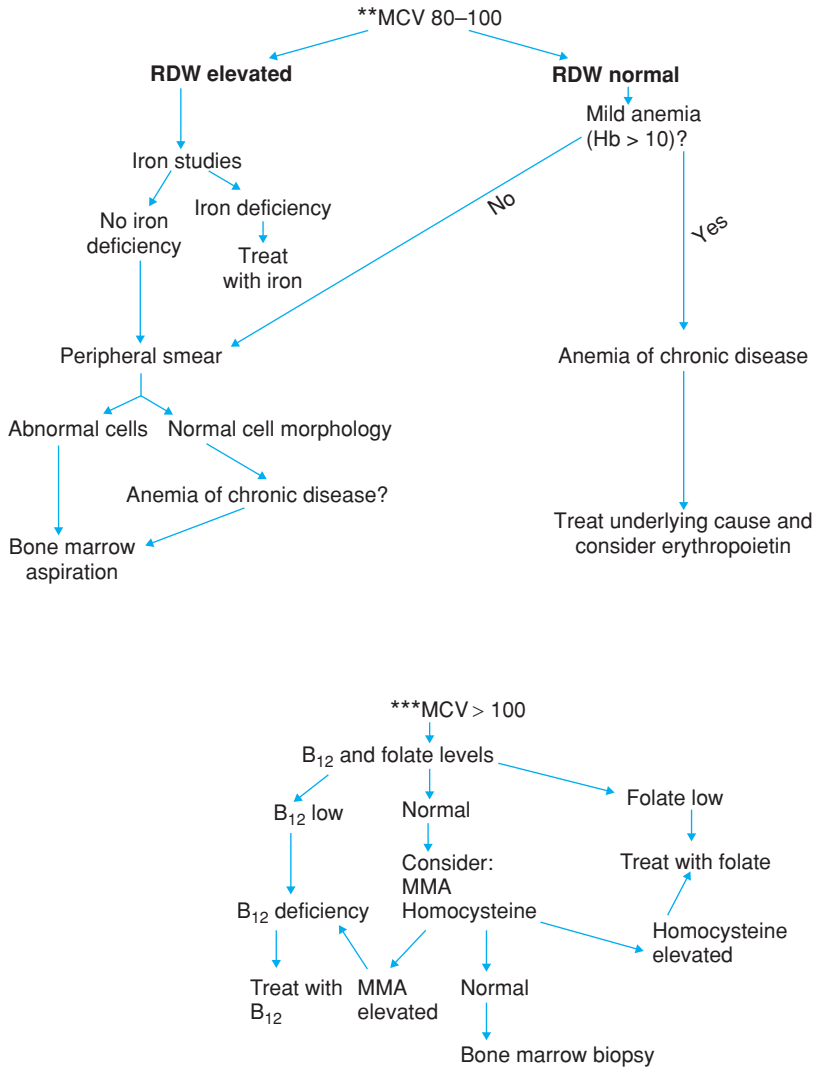 **MCV 80–100
RDW elevated
RDW normal
Mild anemia
(Hb > 10)?
Iron studies
No
Yes
No iron
deficiency
Iron deficiency
Treat
with iron
Peripheral smear
Anemia of chronic disease
Abnormal cells
Normal cell morphology
Anemia of chronic disease?
Treat underlying cause and
consider erythropoietin
Bone marrow
aspiration
***MCV > 100
B₁₂ and folate levels
B₁₂ low
Normal
Folate low
Consider:
MMA
Homocysteine
Treat with folate
B₁₂ deficiency
Homocysteine
elevated
Treat with
B₁₂
MMA
elevated
Normal
Bone marrow biopsy